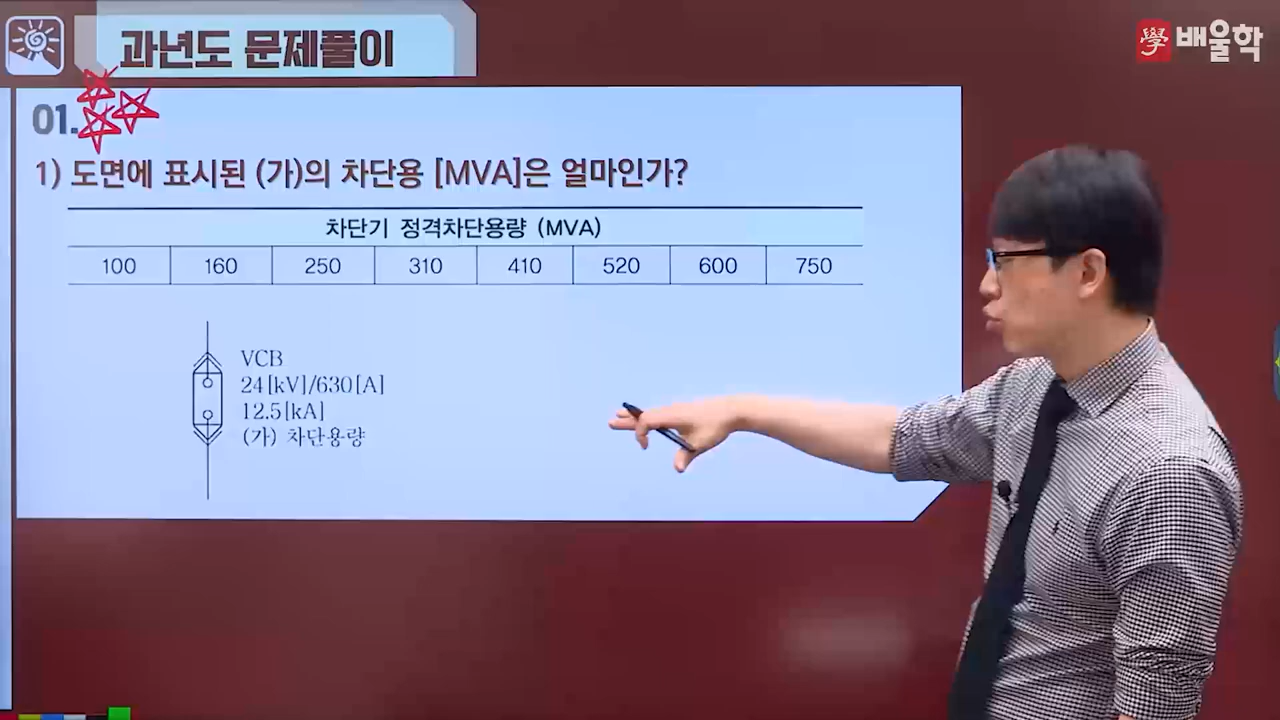 과년도 문제풀이
學 배울학
01.
1) 도면에 표시된 (가)의 차단용 [MVA]은 얼마인가?
차단기 정격차단용량 (MVA)
100 160 250 310 410 520 600 750
VCB
24[kV]/630[A]
12.5[kA]
(가) 차단용량